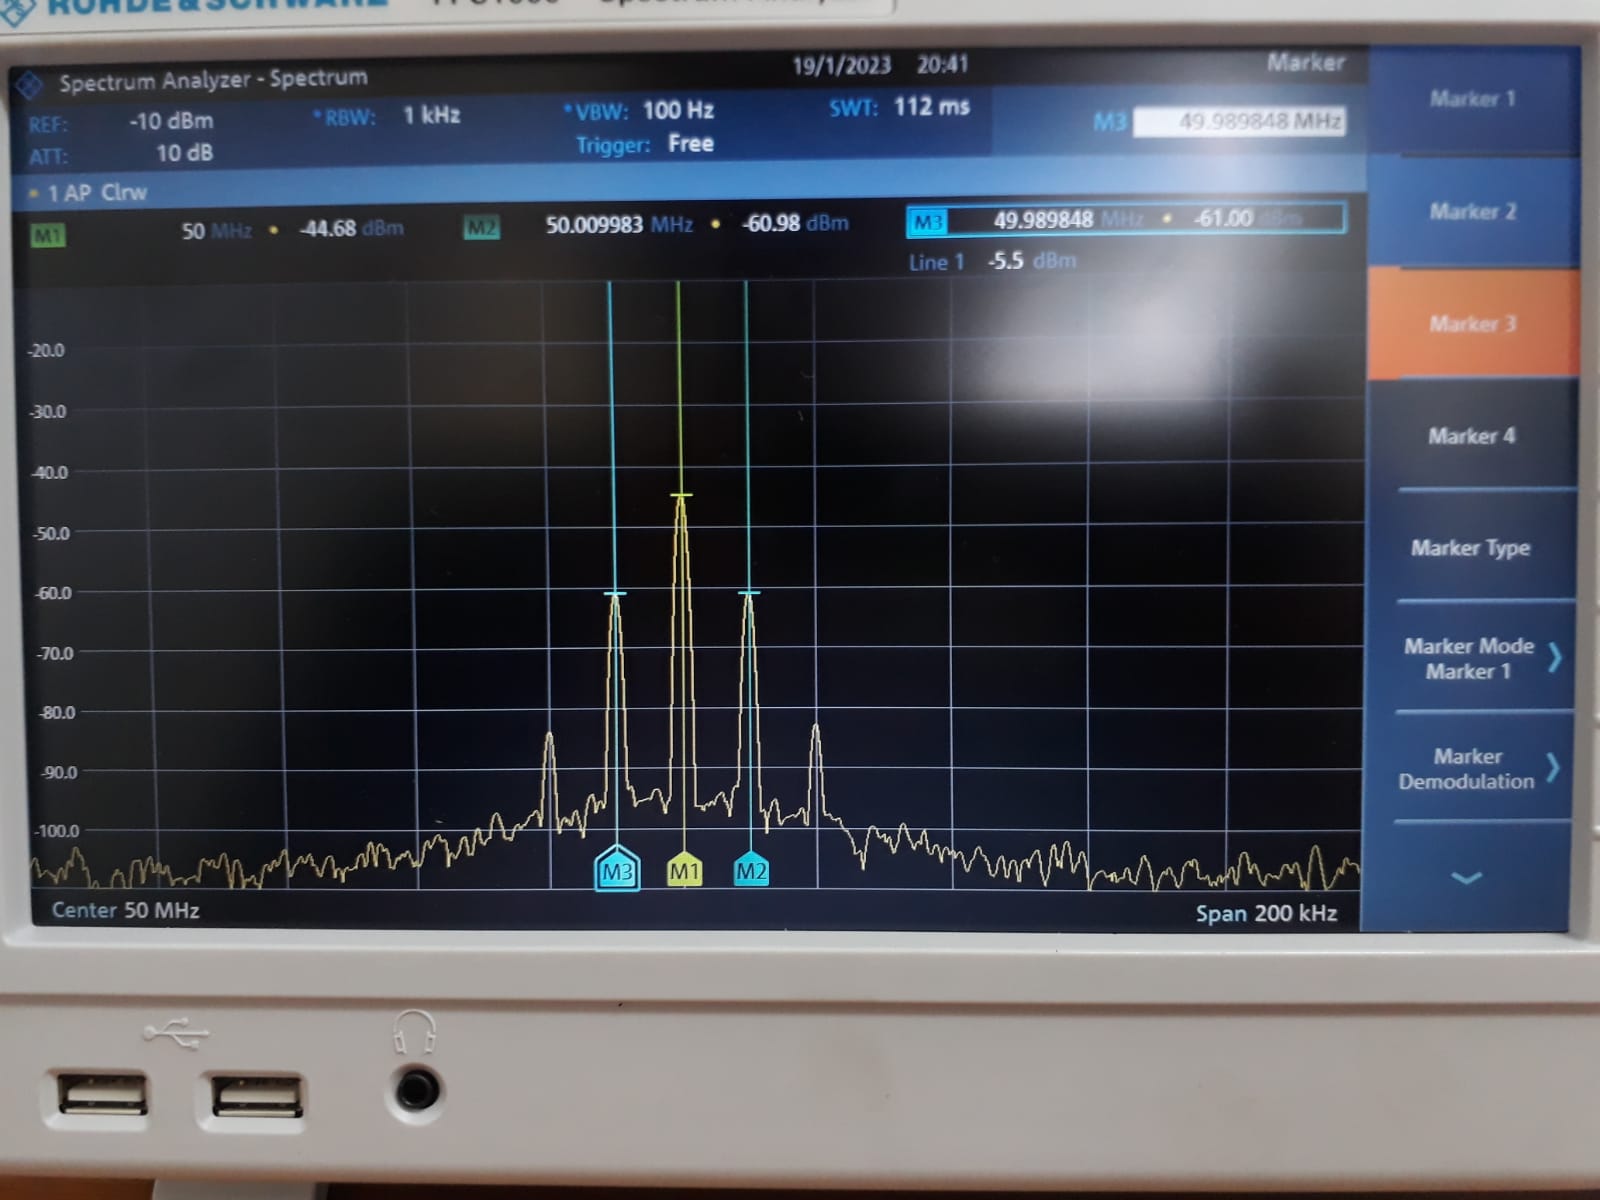 ROHDE & SCHWARZ
Spectrum Analyzer - Spectrum 19/1/2023 20:41 Marker
REF: -10 dBm * RBW: 1 kHz * VBW: 100 Hz SWT: 112 ms M3 49.989848 MHz
ATT: 10 dB Trigger: Free
1 AP Clrw
M1 50 MHz • -44.68 dBm M2 50.009983 MHz • -60.98 dBm M3 49.989848 MHz • -61.00 dBm
Line 1 -5.5 dBm
-20.0
-30.0
-40.0
-50.0
-60.0
-70.0
-80.0
-90.0
-100.0
M3 M1 M2
Center 50 MHz Span 200 kHz
Marker 1
Marker 2
Marker 3
Marker 4
Marker Type
Marker Mode
Marker 1
Marker
Demodulation